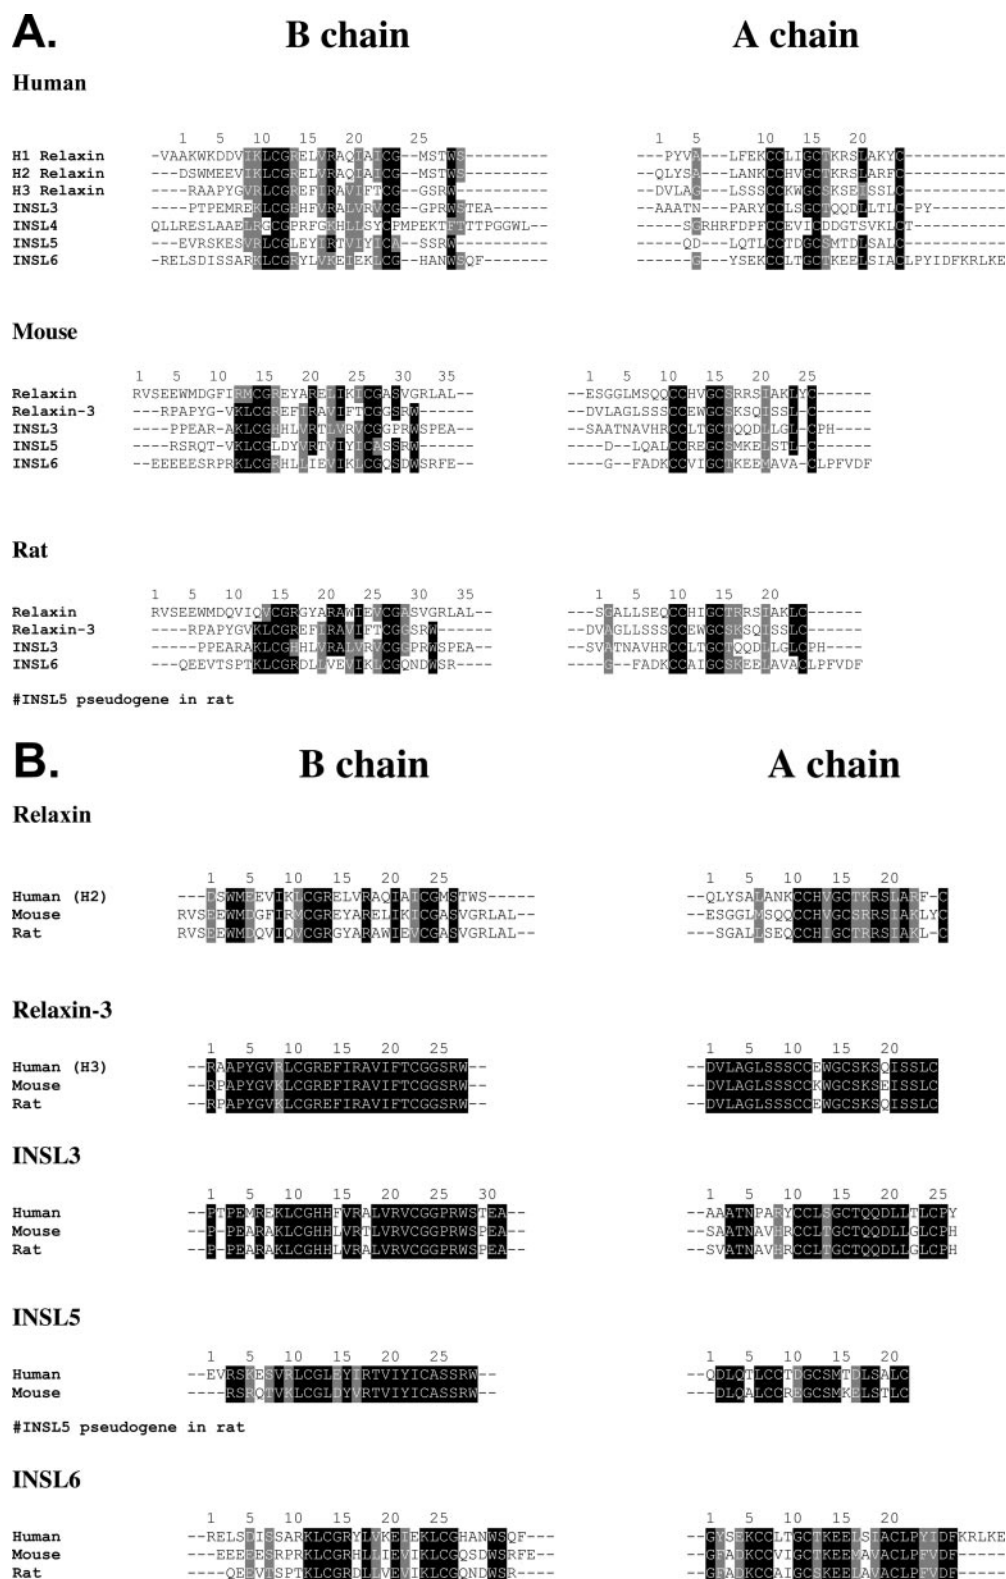 A. B chain A chain
Human
1 5 10 15 20 25 1 5 10 15 20
H1 Relaxin -VAAKWKDDVIKLCGRELVRAQIAICG--MSTWS--------- ---PYVA---LFEKCCLIGCTKRSLAKYC-----------
H2 Relaxin ---DSWMEEVIKLCGRELVRAQIAICG--MSTWS--------- -QLYSA---LANKCCHVGCTKRSLARFC-----------
H3 Relaxin ----RAAPYGVRLCGREFIRAVIFTCG--GSRW---------- -DVLAG---LSSSCCKWGCSKSEISSLC-----------
INSL3 ----PTPEMREKLCGHHFVRALVRVCG--GPRWSTEA------ -AAATN---PARYCCLSGCTQQDLLTLC-PY--------
INSL4 QLLRESLAAELRGCGPRFGKHLLSYCPMPEKTFTTTPGGWL-- ---SGRHRFDPFCCEVICDDGTSVKLCT----------
INSL5 ---EVRSKESVRLCGLEYIRTVIYICA--SSRW---------- ---QD---LQTLCCTDGCSMTDLSALC-----------
INSL6 -RELSDISSARKLCGRYLVKEIEKLCG--HANWSQF------- ----G---YSEKCCLTGCTKEELSIACLPYIDFKRLKE
Mouse
1 5 10 15 20 25 30 35 1 5 10 15 20 25
Relaxin RVSEEWMDGFIRMCGREYARELIKICGASVGRLAL-- --ESGGLMSQQCCHVGCSRRSIAKLYC------
Relaxin-3 ---RPAPYG-VKLCGREFIRAVIFTCGGSRW------ --DVLAGLSSSCCEWGCSKSQISSL-C------
INSL3 ----PPEAR-AKLCGHHLVRTLVRVCGGPRWSPEA-- -SAATNAVHRCCLTGCTQQDLLGL-CPH----
INSL5 ----RSRQT-VKLCGLDYVRTVIYICASSRW------ ---D--LQALCCREGCSMKELSTL-C------
INSL6 --EEEEESRPRKLCGRHLLIEVIKLCGQSDWSRFE-- ---G--FADKCCVIGCTKEEMAVA-CLPFVDF
Rat
1 5 10 15 20 25 30 35 1 5 10 15 20
Relaxin RVSEEWMDQVIQVCGRGYARAWIEVCGASVGRLAL-- ---SGALLSEQCCHIGCTRRSIAKLC------
Relaxin-3 ----RPAPYGVKLCGREFIRAVIFTCGGSRW------ --DVAGLLSSSCCEWGCSKSQISSLC------
INSL3 -----PPEARAKLCGHHLVRALVRVCGGPRWSPEA-- --SVATNAVHRCCLTGCTQQDLLGLCPH----
INSL6 ---QEEVTSPTKLCGRDLLVEVIKLCGQNDWSR---- ----G--FADKCCAIGCSKEELAVACLPFVDF
#INSL5 pseudogene in rat
B. B chain A chain
Relaxin
1 5 10 15 20 25 1 5 10 15 20
Human (H2) ---DSWMEEVIKLCGRELVRAQIAICGMSTWS----- --QLYSALANKCCHVGCTKRSLARF-C
Mouse RVSEEWMDGFIRMCGREYARELIKICGASVGRLAL-- --ESGGLMSQQCCHVGCSRRSIAKLYC
Rat RVSEEWMDQVIQVCGRGYARAWIEVCGASVGRLAL-- ---SGALLSEQCCHIGCTRRSIAKL-C
Relaxin-3
1 5 10 15 20 25 1 5 10 15 20
Human (H3) --RAAPYGVRLCGREFIRAVIFTCGGSRW-- --DVLAGLSSSCCEWGCSKSQISSLC
Mouse --RPAPYGVKLCGREFIRAVIFTCGGSRW-- --DVLAGLSSSCCKWGCSKSEISSLC
Rat --RPAPYGVKLCGREFIRAVIFTCGGSRW-- --DVLAGLSSSCCEWGCSKSQISSLC
INSL3
1 5 10 15 20 25 30 1 5 10 15 20 25
Human --PTPEMREKLCGHHFVRALVRVCGGPRWSTEA-- --AAATNPARYCCLSGCTQQDLLTLCPY
Mouse --P-PEARAKLCGHHLVRTLVRVCGGPRWSPEA-- --SAATNAVHRCCLTGCTQQDLLGLCPH
Rat --P-PEARAKLCGHHLVRALVRVCGGPRWSPEA-- --SVATNAVHRCCLTGCTQQDLLGLCPH
INSL5
1 5 10 15 20 25 1 5 10 15 20
Human --EVRSKESVRLCGLEYIRTVIYICASSRW-- --QDLQTLCCTDGCSMTDLSALC
Mouse ----RSRQTVKLCGLDYVRTVIYICASSRW-- ---DLQALCCREGCSMKELSTLC
#INSL5 pseudogene in rat
INSL6
1 5 10 15 20 25 1 5 10 15 20
Human --RELSDISSARKLCGRYLVKEIEKLCGHANWSQF---- --GYSEKCCLTGCTKEELSIACLPYIDFKRLKE
Mouse ---EEEEESRPRKLCGRHLLIEVIKLCGQSDWSRFE-- --GFADKCCVIGCTKEEMAVACLPFVDF-----
Rat ----QEEVTSPTKLCGRDLLVEVIKLCGQNDWSR---- --GFADKCCAIGCSKEELAVACLPFVDF-----